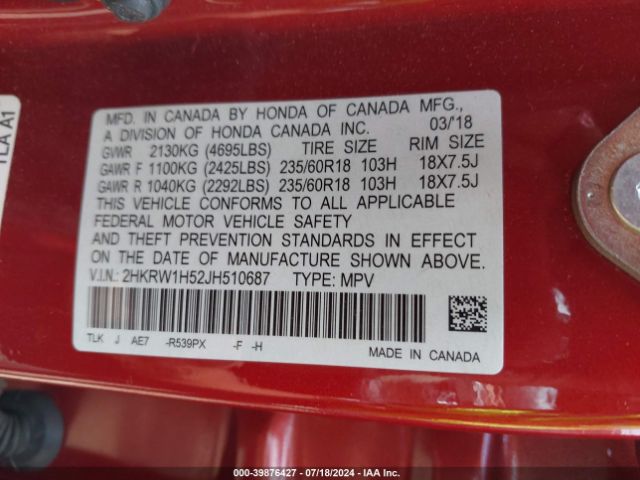 TLA A1
MFD. IN CANADA BY HONDA OF CANADA MFG.,
A DIVISION OF HONDA CANADA INC. 03/'18
GVWR 2130KG (4695LBS) TIRE SIZE RIM SIZE
GAWR F 1100KG (2425LBS) 235/60R18 103H 18X7.5J
GAWR R 1040KG (2292LBS) 235/60R18 103H 18X7.5J
THIS VEHICLE CONFORMS TO ALL APPLICABLE
FEDERAL MOTOR VEHICLE SAFETY
AND THEFT PREVENTION STANDARDS IN EFFECT
ON THE DATE OF MANUFACTURE SHOWN ABOVE.
V.I.N.: 2HKRW1H52JH510687 TYPE: MPV
TLK J AE7 -R539PX -F -H
MADE IN CANADA
000-39876427 - 07/18/2024 - IAA Inc.